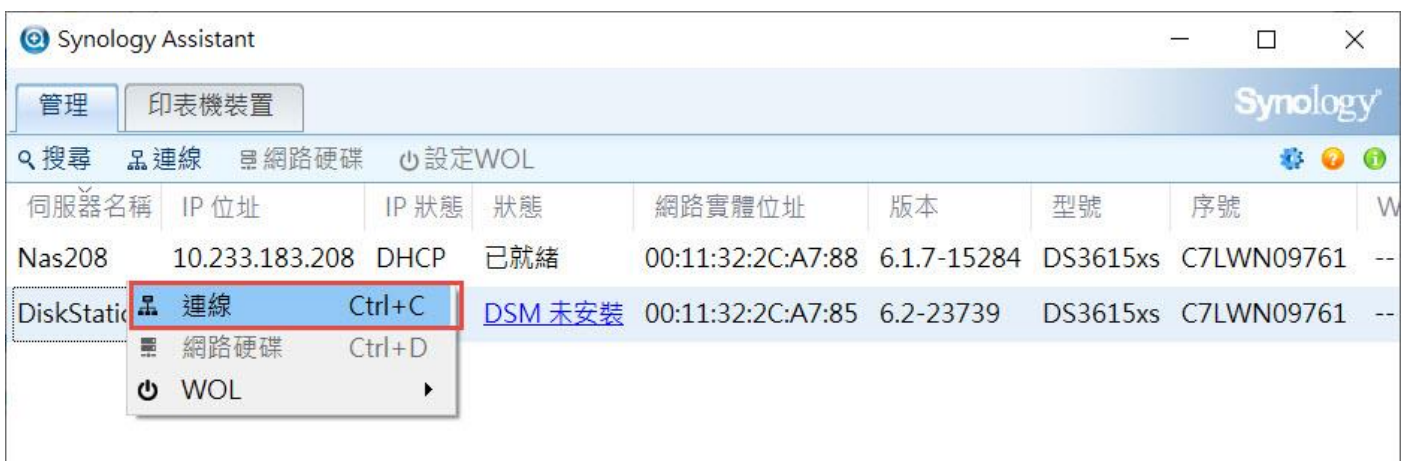 Synology Assistant
管理 印表機裝置 Synology
搜尋 連線 網路硬碟 設定WOL
伺服器名稱 IP 位址 IP 狀態 狀態 網路實體位址 版本 型號 序號 W
Nas208 10.233.183.208 DHCP 已就緒 00:11:32:2C:A7:88 6.1.7-15284 DS3615xs C7LWN09761 --
DiskStatic DSM 未安裝 00:11:32:2C:A7:85 6.2-23739 DS3615xs C7LWN09761 --
連線 Ctrl+C
網路硬碟 Ctrl+D
WOL